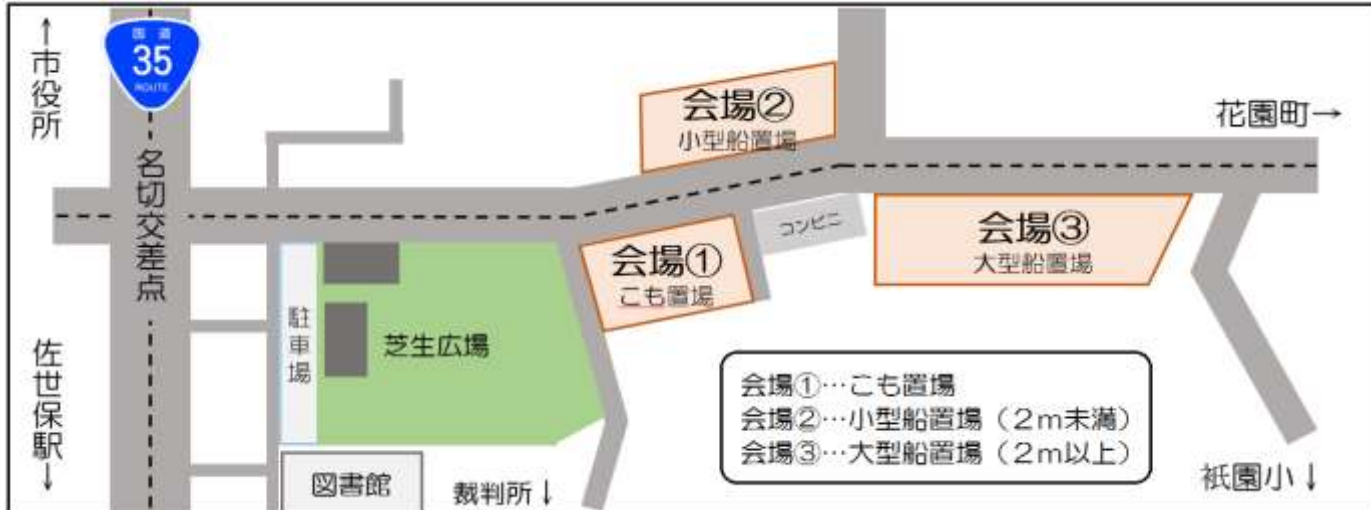 ↑市役所
国道
35
ROUTE
名切交差点
佐世保駅↓
会場②
小型船置場
花園町→
会場①
こも置場
コンビニ
会場③
大型船置場
駐車場
芝生広場
図書館
裁判所↓
会場①…こも置場
会場②…小型船置場（２ｍ未満）
会場③…大型船置場（２ｍ以上）
祇園小↓